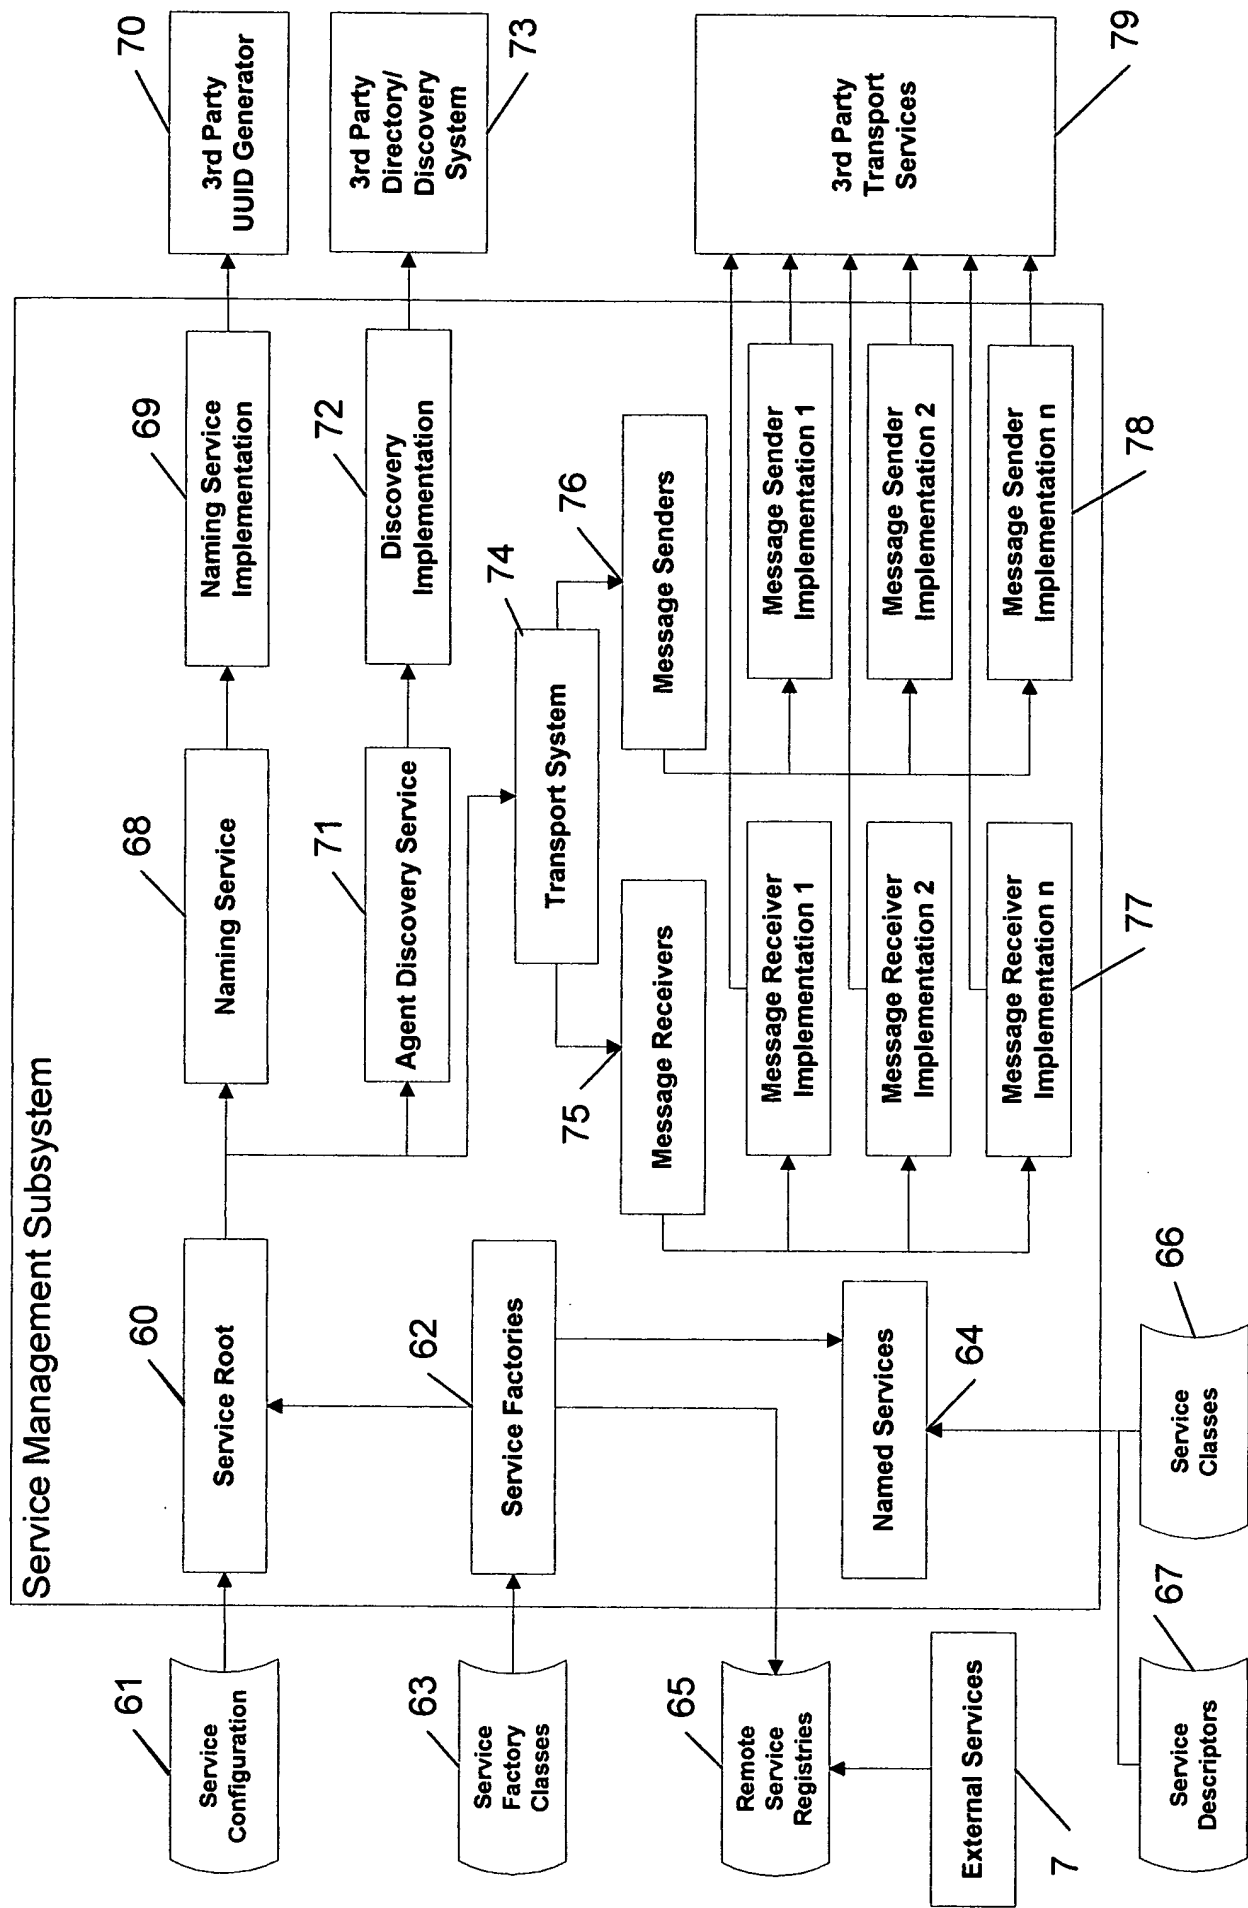 Service Management Subsystem
61
Service
Configuration
60
Service Root
68
Naming Service
69
Naming Service
Implementation
70
3rd Party
UUID Generator
71
Agent Discovery Service
72
Discovery
Implementation
73
3rd Party
Directory/
Discovery
System
63
Service
Factory
Classes
62
Service Factories
74
Transport System
75
Message Receivers
76
Message Senders
65
Remote
Service
Registries
Message Receiver
Implementation 1
Message Sender
Implementation 1
Named Services
64
Message Receiver
Implementation 2
Message Sender
Implementation 2
3rd Party
Transport
Services
79
External Services
7
Message Receiver
Implementation n
77
Message Sender
Implementation n
78
67
Service
Descriptors
66
Service
Classes